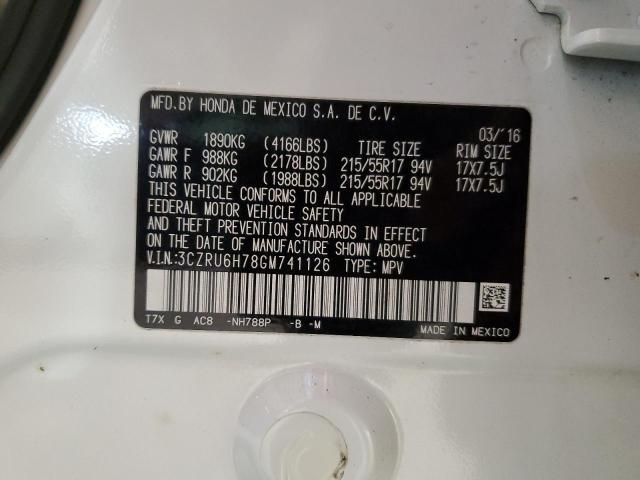 MFD.BY HONDA DE MEXICO S.A. DE C.V.
03/'16
GVWR 1890KG (4166LBS) TIRE SIZE RIM SIZE
GAWR F 988KG (2178LBS) 215/55R17 94V 17X7.5J
GAWR R 902KG (1988LBS) 215/55R17 94V 17X7.5J
THIS VEHICLE CONFORMS TO ALL APPLICABLE
FEDERAL MOTOR VEHICLE SAFETY
AND THEFT PREVENTION STANDARDS IN EFFECT
ON THE DATE OF MANUFACTURE SHOWN ABOVE.
V.I.N.:3CZRU6H78GM741126 TYPE: MPV
T7X G AC8 -NH788P -B -M
MADE IN MEXICO